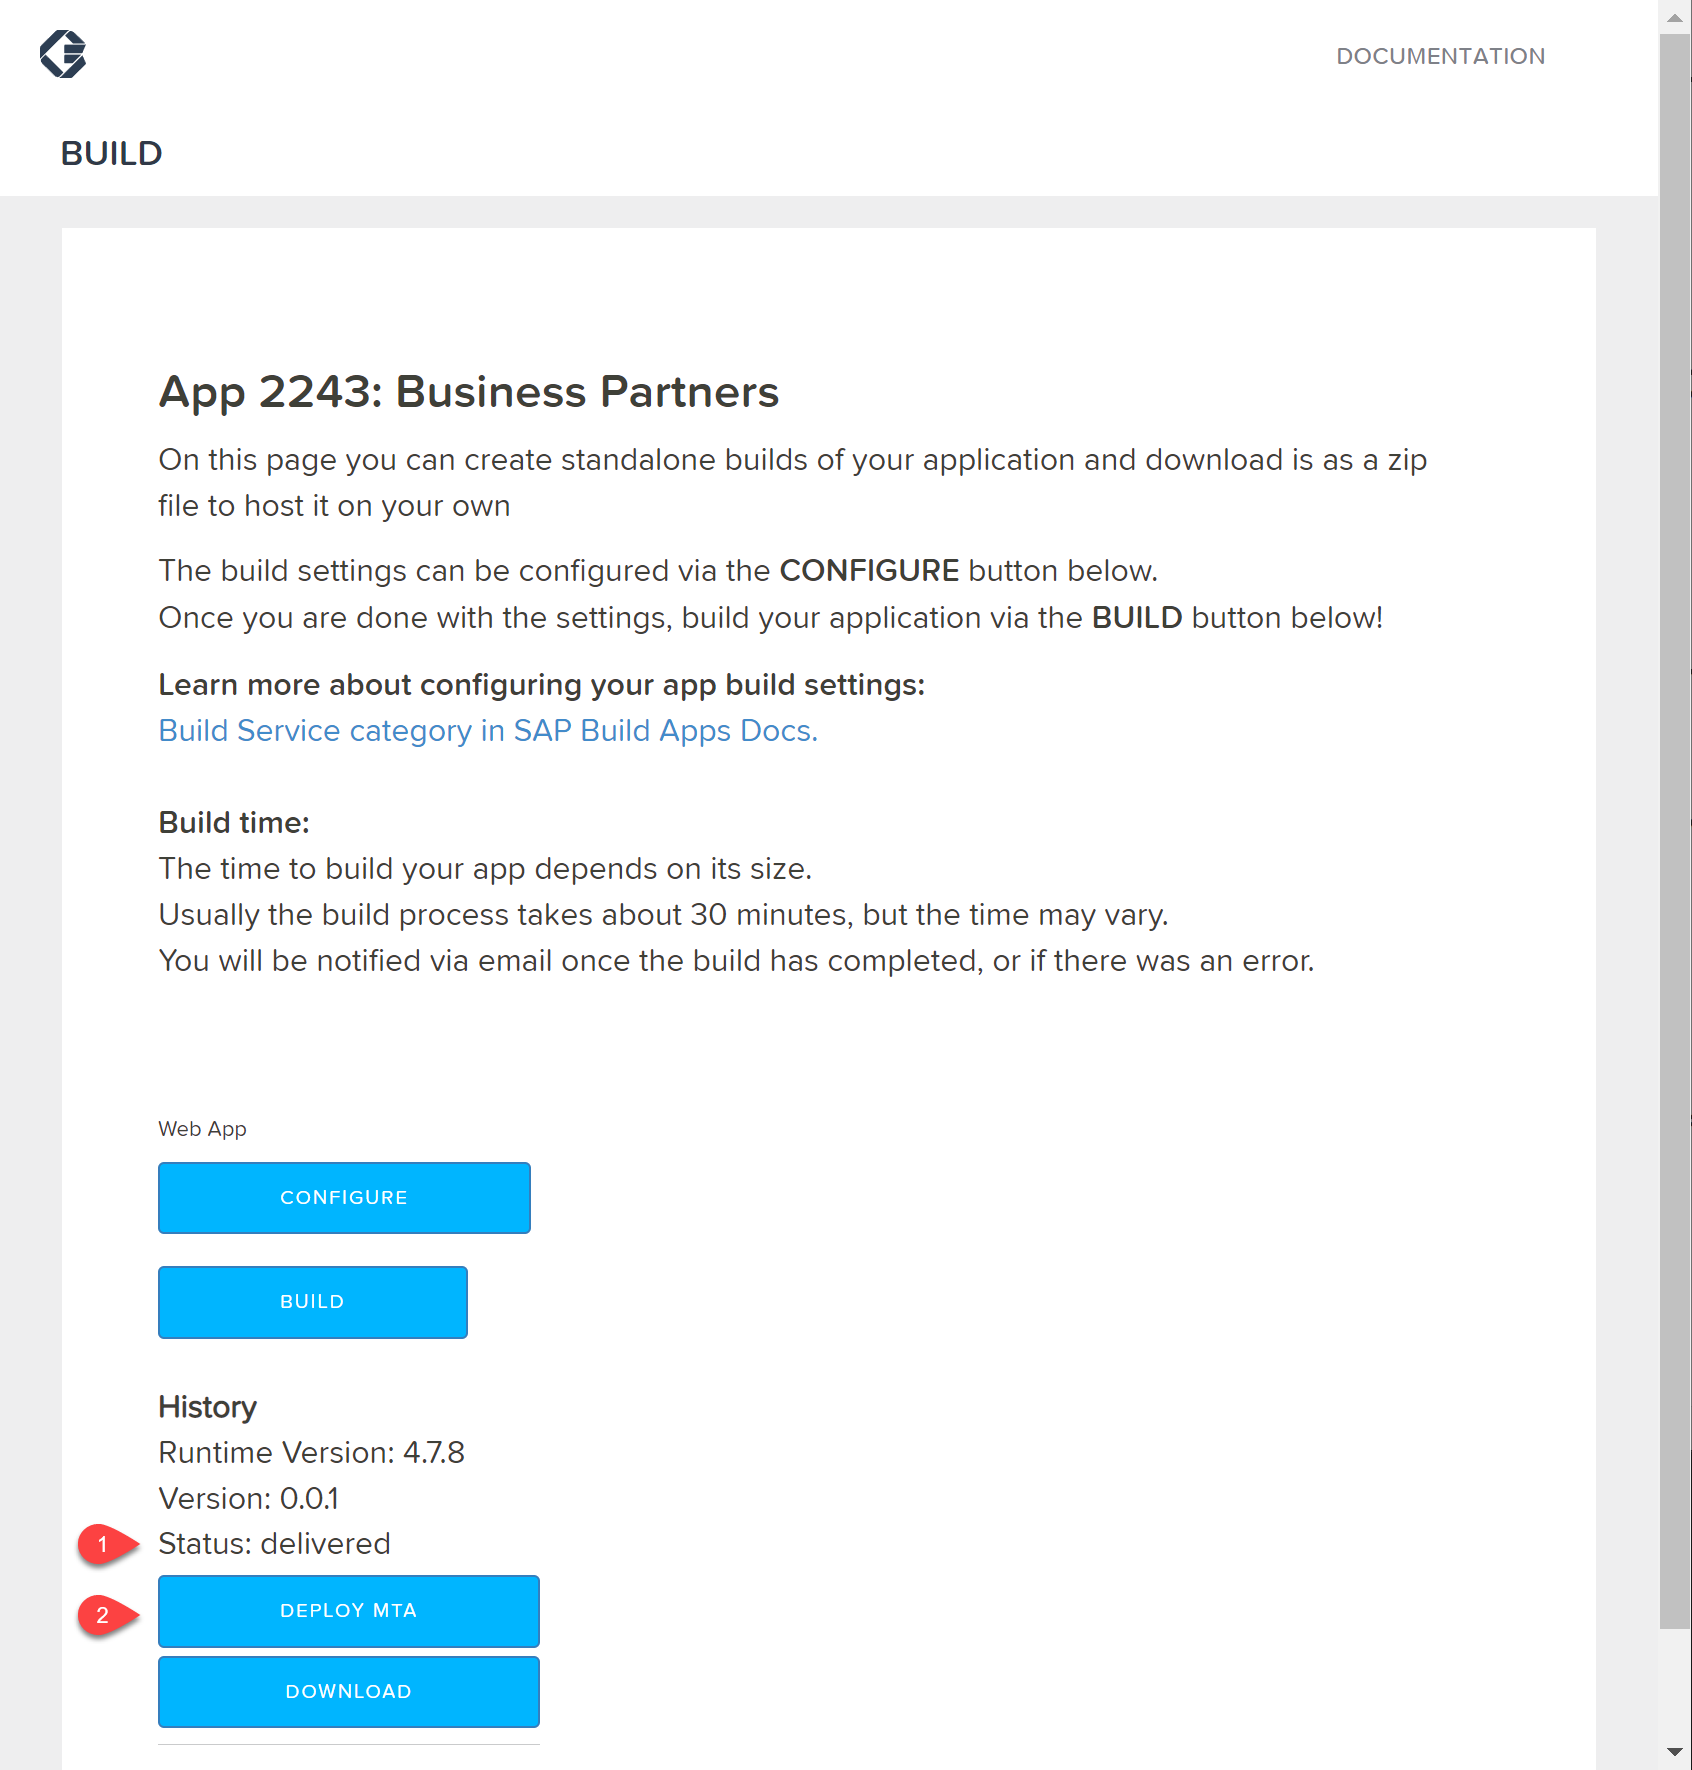 DOCUMENTATION
BUILD
App 2243: Business Partners
On this page you can create standalone builds of your application and download is as a zip
file to host it on your own
The build settings can be configured via the CONFIGURE button below.
Once you are done with the settings, build your application via the BUILD button below!
Learn more about configuring your app build settings:
Build Service category in SAP Build Apps Docs.
Build time:
The time to build your app depends on its size.
Usually the build process takes about 30 minutes, but the time may vary.
You will be notified via email once the build has completed, or if there was an error.
Web App
CONFIGURE
BUILD
History
Runtime Version: 4.7.8
Version: 0.0.1
1 Status: delivered
2 DEPLOY MTA
DOWNLOAD